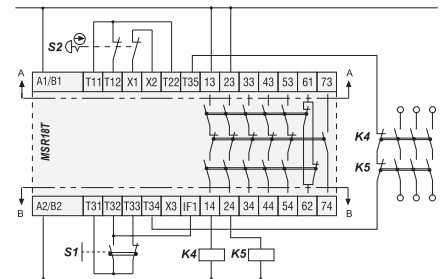 S2
A A
A1/B1 T11 T12 X1 X2 T22 T35 13 23 33 43 53 61 73
MSR18T
K4
K5
B B
A2/B2 T31 T32 T33 T34 X3 IF1 14 24 34 44 54 62 74
S1 K4 K5